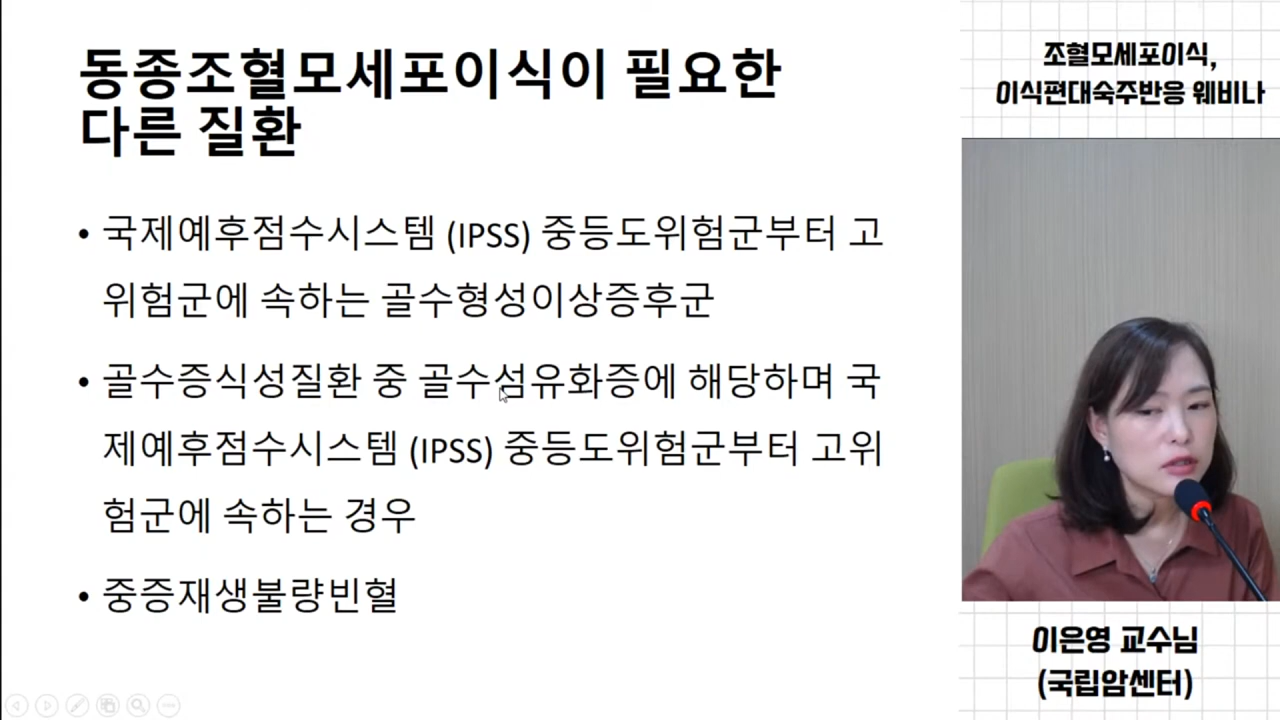 동종조혈모세포이식이 필요한
다른 질환
• 국제예후점수시스템 (IPSS) 중등도위험군부터 고
위험군에 속하는 골수형성이상증후군
• 골수증식성질환 중 골수섬유화증에 해당하며 국
제예후점수시스템 (IPSS) 중등도위험군부터 고위
험군에 속하는 경우
• 중증재생불량빈혈
조혈모세포이식,
이식편대숙주반응 웨비나
이은영 교수님
(국립암센터)